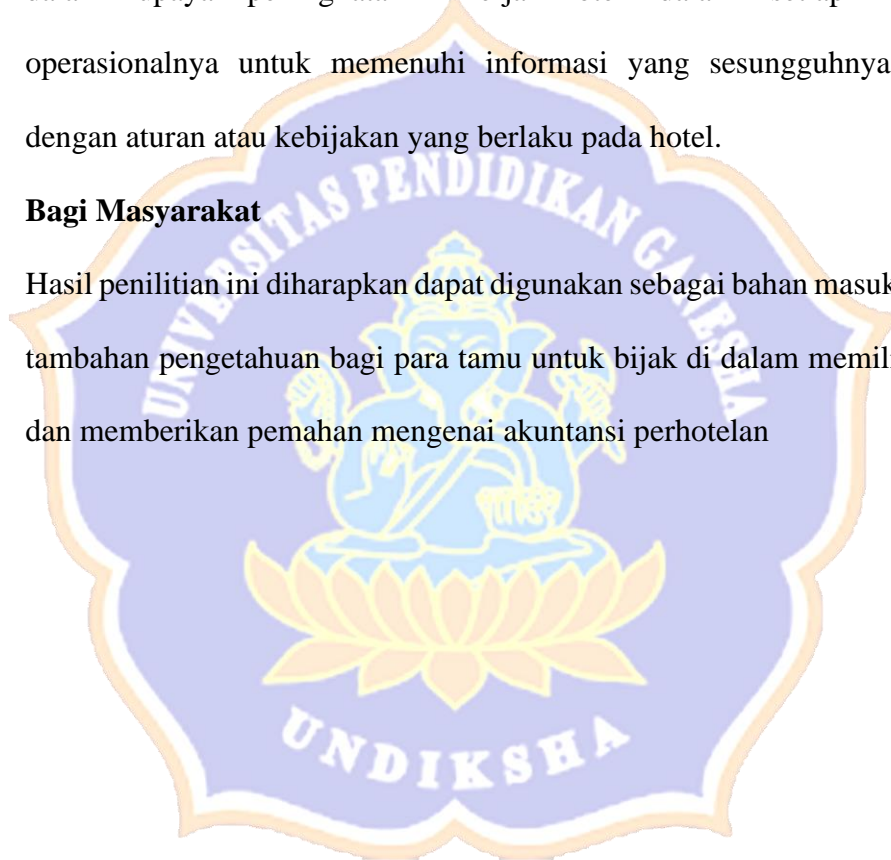 operasionalnya untuk memenuhi informasi yang sesungguhnya
dengan aturan atau kebijakan yang berlaku pada hotel.
Bagi Masyarakat
Hasil penilitian ini diharapkan dapat digunakan sebagai bahan
tambahan pengetahuan bagi para tamu untuk bijak di dalam
dan memberikan pemahan mengenai akuntansi perhotelan
UNIVERSITAS PENDIDIKAN GANESHA
UNDIKSHA